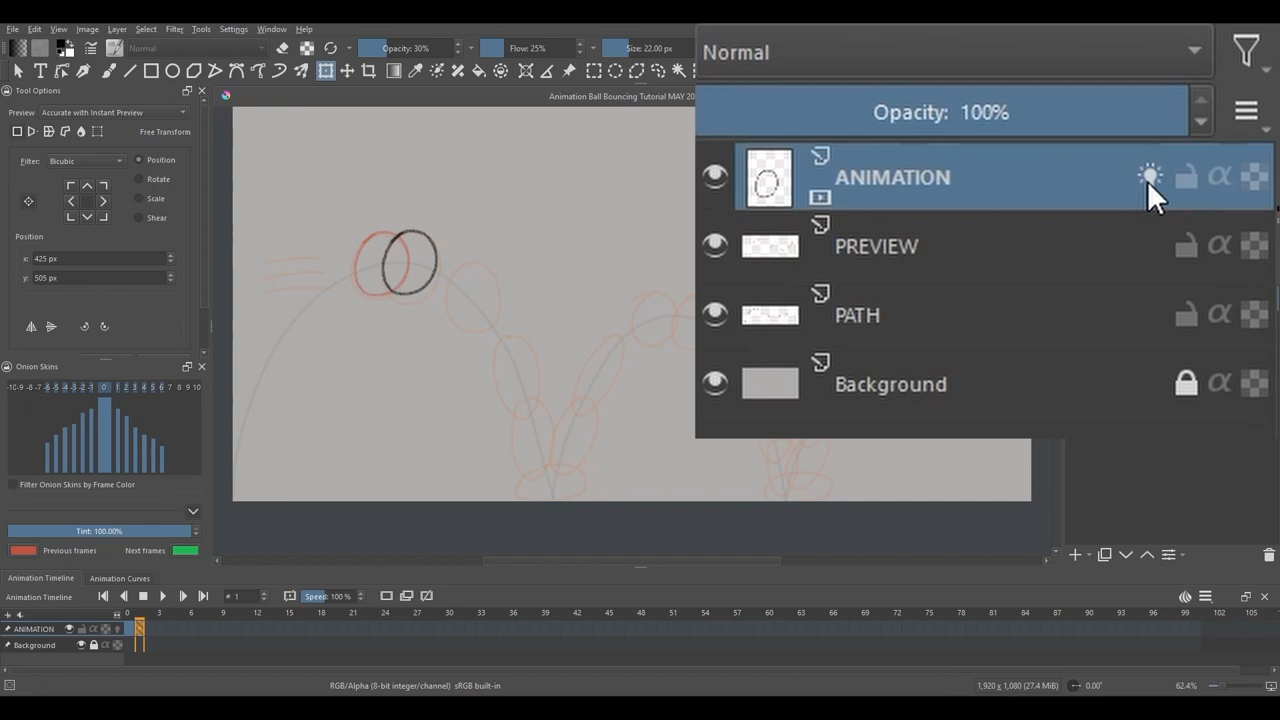 File Edit View Image Layer Select Filter Tools Settings Window Help
Normal
Opacity: 30%
Flow: 25%
Size: 22.00 px
Tool Options
Animation Ball Bouncing Tutorial MAY 20
Preview Accurate with Instant Preview
Free Transform
Filter: Bicubic
Position
Rotate
Scale
Shear
Position
x: 425 px
y: 505 px
Onion Skins
-10 -9 -8 -7 -6 -5 -4 -3 -2 -1 0 1 2 3 4 5 6 7 8 9 10
Filter Onion Skins by Frame Color
Tint: 100.00%
Previous frames
Next frames
Normal
Opacity: 100%
ANIMATION
PREVIEW
PATH
Background
Animation Timeline Animation Curves
Animation Timeline
# 1
Speed: 100 %
0 3 6 9 12 15 18 21 24 27 30 33 36 39 42 45 48 51 54 57 60 63 66 69 72 75 78 81 84 87 90 93 96 99 102 105
ANIMATION
Background
RGB/Alpha (8-bit integer/channel) sRGB built-in
1,920 x 1,080 (27.4 MiB)
0.00°
62.4%